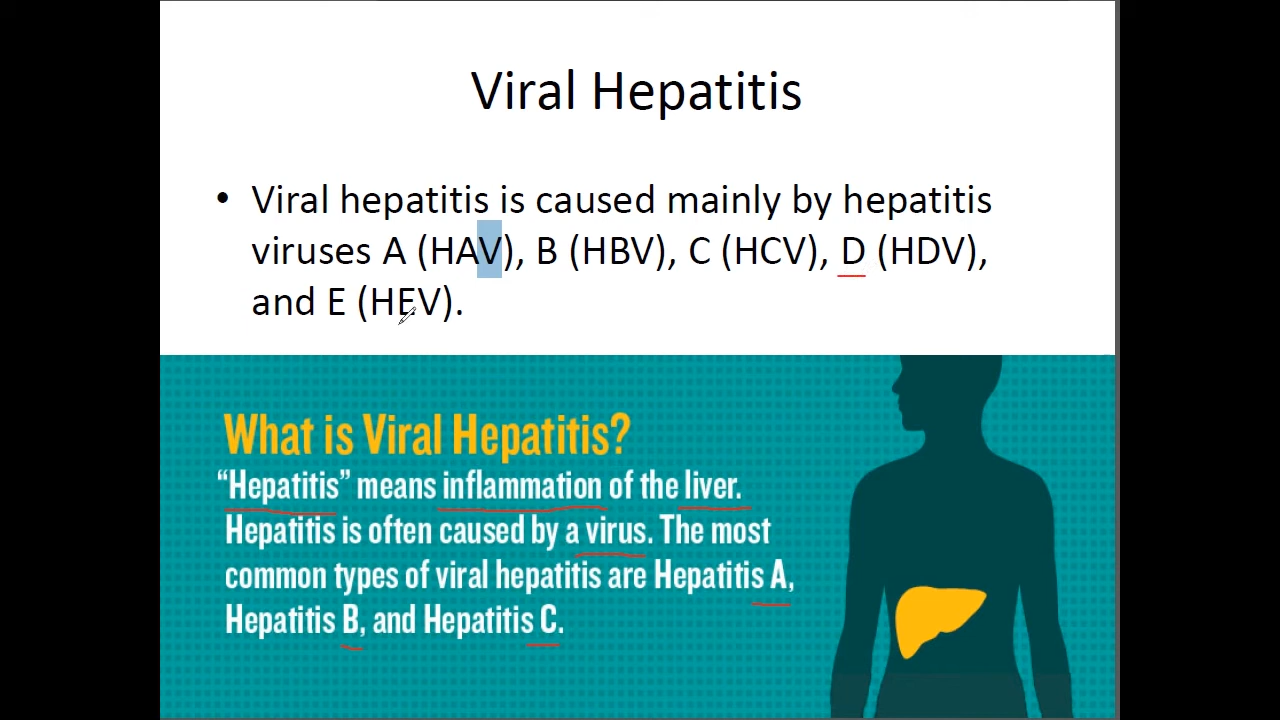 Viral Hepatitis
• Viral hepatitis is caused mainly by hepatitis
viruses A (HAV), B (HBV), C (HCV), D (HDV),
and E (HEV).
What is Viral Hepatitis?
“Hepatitis” means inflammation of the liver.
Hepatitis is often caused by a virus. The most
common types of viral hepatitis are Hepatitis A,
Hepatitis B, and Hepatitis C.